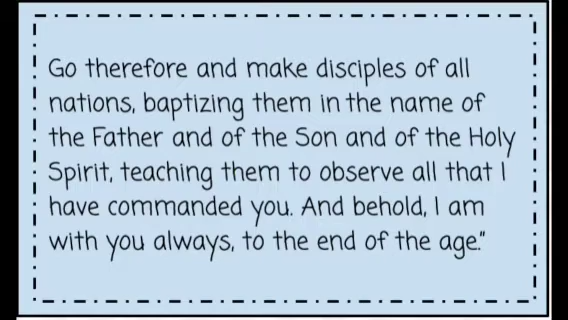 Go therefore and make disciples of all
nations, baptizing them in the name of
the Father and of the Son and of the Holy
Spirit, teaching them to observe all that I
have commanded you. And behold, I am
with you always, to the end of the age."